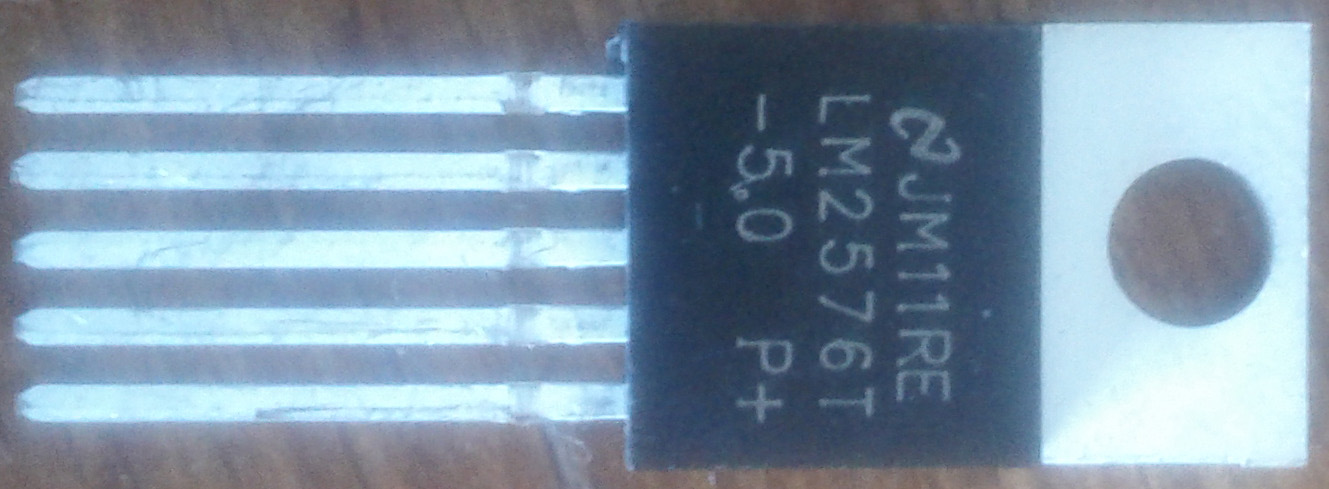 JM11RE
LM2576T
-5.0 P+